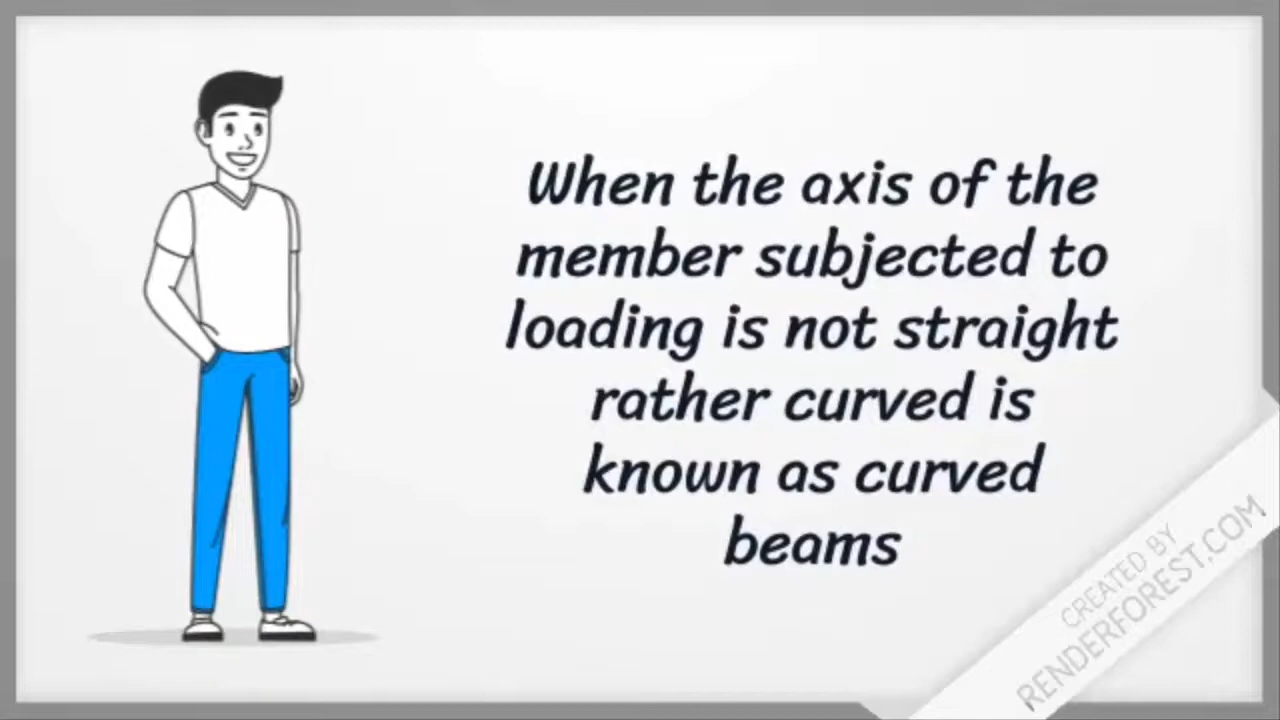 When the axis of the
member subjected to
loading is not straight
rather curved is
known as curved
beams
CREATED BY
RENDERFOREST.COM